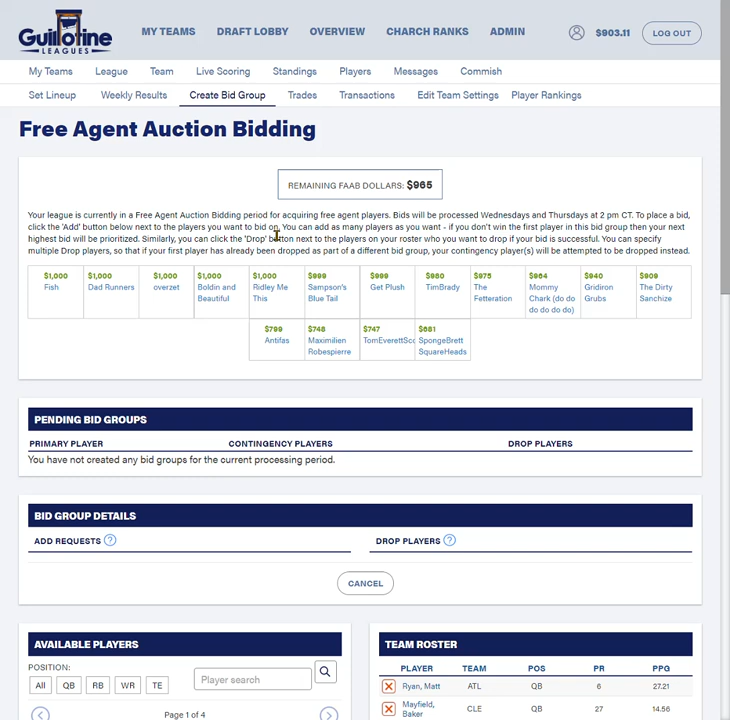 Guillotine
LEAGUES
MY TEAMS DRAFT LOBBY OVERVIEW CHARCH RANKS ADMIN $903.11 LOG OUT
My Teams League Team Live Scoring Standings Players Messages Commish
Set Lineup Weekly Results Create Bid Group Trades Transactions Edit Team Settings Player Rankings
Free Agent Auction Bidding
REMAINING FAAB DOLLARS: $965
Your league is currently in a Free Agent Auction Bidding period for acquiring free agent players. Bids will be processed Wednesdays and Thursdays at 2 pm CT. To place a bid,
click the 'Add' button below next to the players you want to bid on. You can add as many players as you want - if you don't win the first player in this bid group then your next
highest bid will be prioritized. Similarly, you can click the 'Drop' button next to the players on your roster who you want to drop if your bid is successful. You can specify
multiple Drop players, so that if your first player has already been dropped as part of a different bid group, your contingency player(s) will be attempted to be dropped instead.
$1,000 $1,000 $1,000 $1,000 $1,000 $999 $999 $980 $975 $964 $940 $909
Fish Dad Runners overzet Boldin and Ridley Me Sampson's Get Plush TimBrady The Mommy Gridiron The Dirty
Beautiful This Blue Tail Fetteration Chark (do do Grubs Sanchize
do do do do)
$799 $748 $747 $681
Antifas Maximilien TomEverettSco SpongeBrett
Robespierre SquareHeads
PENDING BID GROUPS
PRIMARY PLAYER CONTINGENCY PLAYERS DROP PLAYERS
You have not created any bid groups for the current processing period.
BID GROUP DETAILS
ADD REQUESTS ? DROP PLAYERS ?
CANCEL
AVAILABLE PLAYERS TEAM ROSTER
POSITION:
PLAYER TEAM POS PR PPG
All QB RB WR TE Player search
Ryan, Matt ATL QB 6 27.21
Mayfield, Baker CLE QB 27 14.56
Page 1 of 4